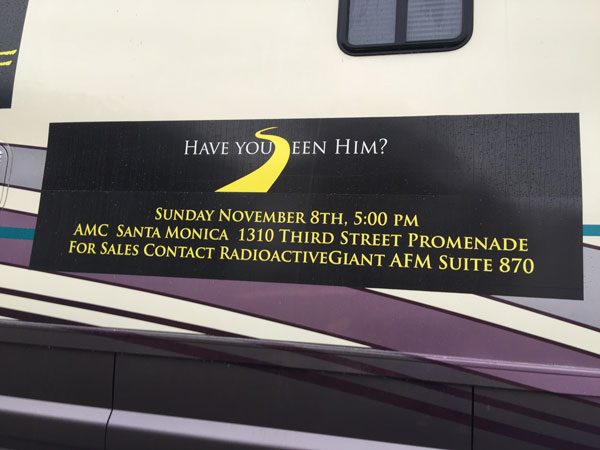 HAVE YOU SEEN HIM?
SUNDAY NOVEMBER 8TH, 5:00 PM
AMC SANTA MONICA 1310 THIRD STREET PROMENADE
FOR SALES CONTACT RADIOACTIVEGIANT AFM SUITE 870